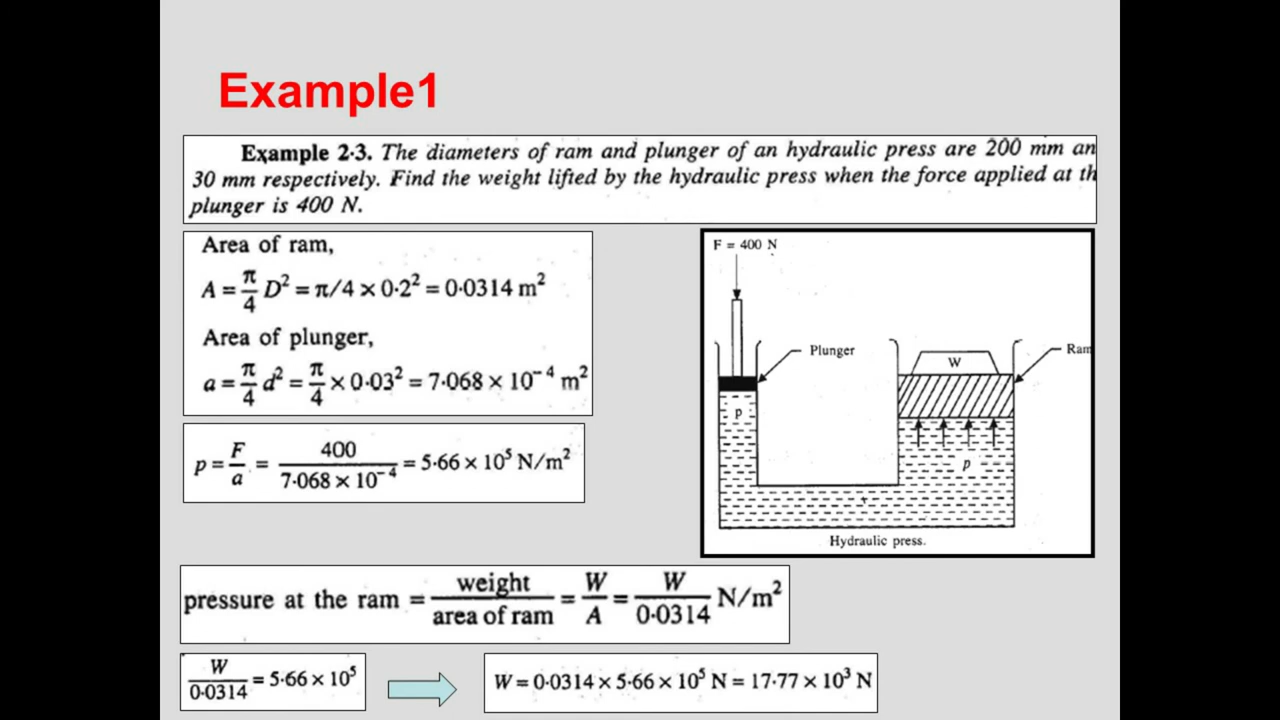 Example1
Example 2·3. The diameters of ram and plunger of an hydraulic press are 200 mm an
30 mm respectively. Find the weight lifted by the hydraulic press when the force applied at th
plunger is 400 N.
Area of ram,
A = π/4 D² = π/4 × 0·2² = 0·0314 m²
Area of plunger,
a = π/4 d² = π/4 × 0·03² = 7·068 × 10⁻⁴ m²
p = F/a = 400/7·068 × 10⁻⁴ = 5·66 × 10⁵ N/m²
F = 400 N
Plunger
W
Ram
p
p
Hydraulic press.
pressure at the ram = weight/area of ram = W/A = W/0·0314 N/m²
W/0·0314 = 5·66 × 10⁵
W = 0·0314 × 5·66 × 10⁵ N = 17·77 × 10³ N